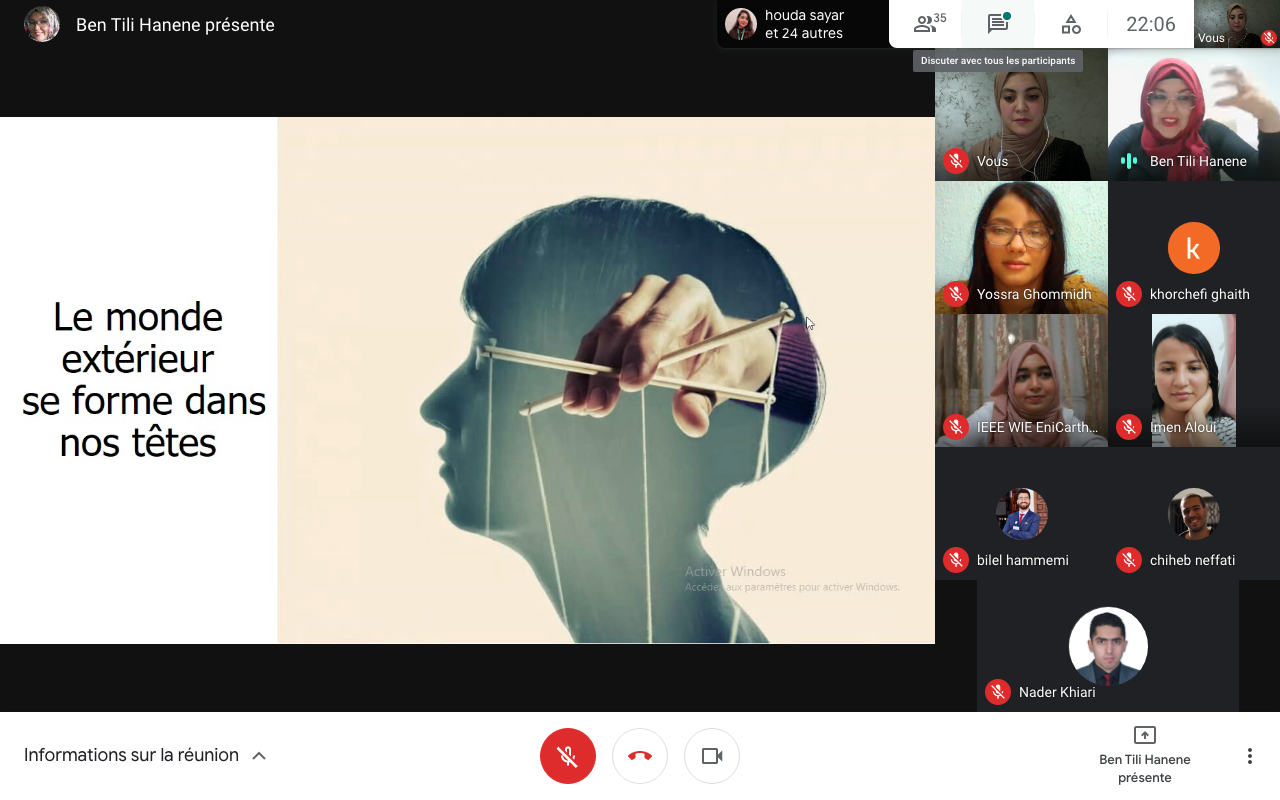 Ben Tili Hanene présente
houda sayar
et 24 autres
35
22:06
Vous
Discuter avec tous les participants
Vous
Ben Tili Hanene
Yossra Ghommidh
k
khorchefi ghaith
IEEE WIE EniCarth...
Imen Aloui
bilel hammemi
chiheb neffati
Nader Khiari
Le monde
extérieur
se forme dans
nos têtes
Activer Windows
Accédez aux paramètres pour activer Windows.
Informations sur la réunion
Ben Tili Hanene
présente